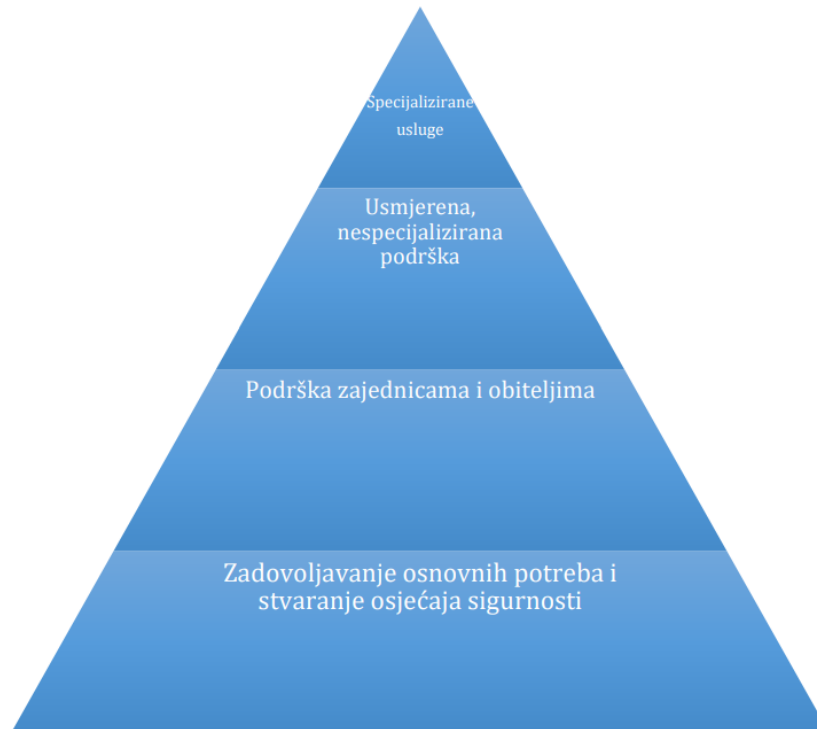 Specijalizirane
usluge
Usmjerena,
nespecijalizirana
podrška
Podrška zajednicama i obiteljima
Zadovoljavanje osnovnih potreba i
stvaranje osjećaja sigurnosti